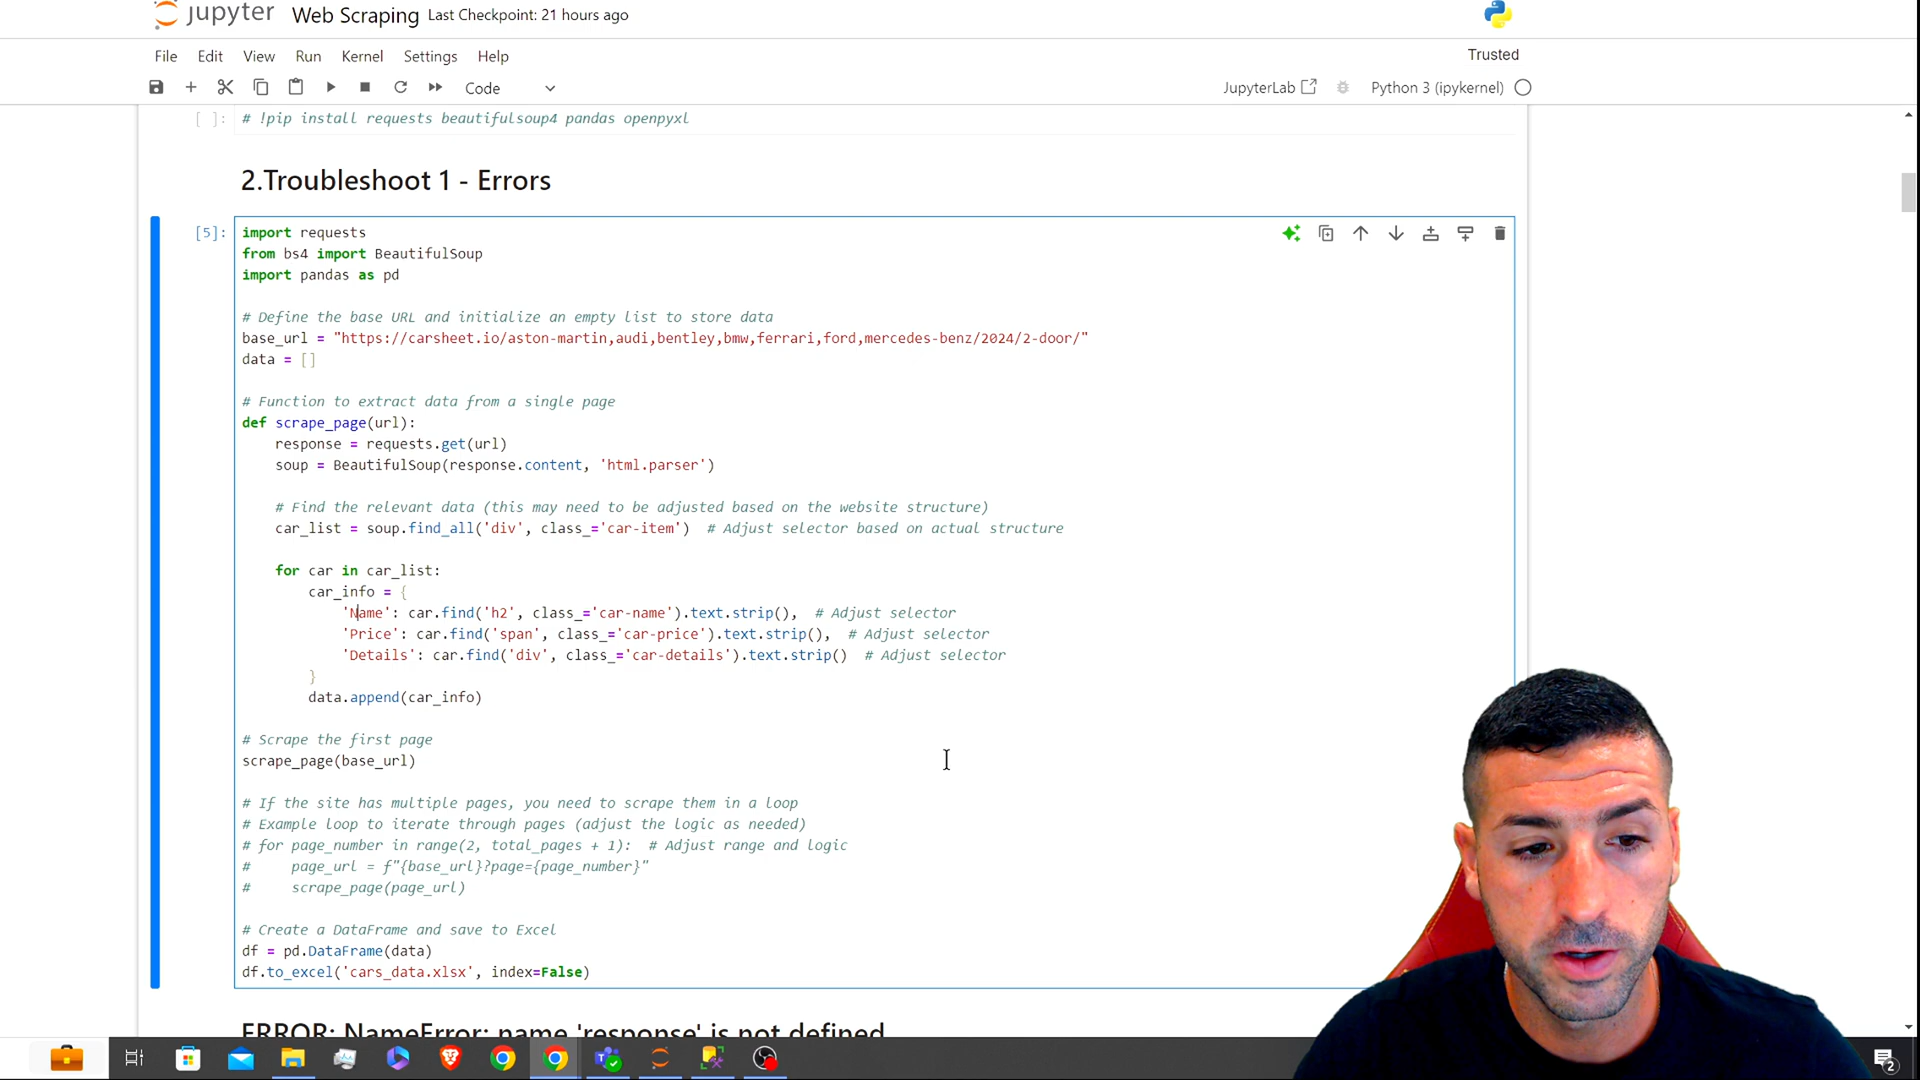 jupyter Web Scraping Last Checkpoint: 21 hours ago
File Edit View Run Kernel Settings Help
Trusted
Code
JupyterLab
Python 3 (ipykernel)
[ ]: # !pip install requests beautifulsoup4 pandas openpyxl
2.Troubleshoot 1 - Errors
[5]: import requests
from bs4 import BeautifulSoup
import pandas as pd
# Define the base URL and initialize an empty list to store data
base_url = "https://carsheet.io/aston-martin,audi,bentley,bmw,ferrari,ford,mercedes-benz/2024/2-door/"
data = []
# Function to extract data from a single page
def scrape_page(url):
response = requests.get(url)
soup = BeautifulSoup(response.content, 'html.parser')
# Find the relevant data (this may need to be adjusted based on the website structure)
car_list = soup.find_all('div', class_='car-item')  # Adjust selector based on actual structure
for car in car_list:
car_info = {
'Name': car.find('h2', class_='car-name').text.strip(),  # Adjust selector
'Price': car.find('span', class_='car-price').text.strip(),  # Adjust selector
'Details': car.find('div', class_='car-details').text.strip()  # Adjust selector
}
data.append(car_info)
# Scrape the first page
scrape_page(base_url)
# If the site has multiple pages, you need to scrape them in a loop
# Example loop to iterate through pages (adjust the logic as needed)
# for page_number in range(2, total_pages + 1):  # Adjust range and logic
#     page_url = f"{base_url}?page={page_number}"
#     scrape_page(page_url)
# Create a DataFrame and save to Excel
df = pd.DataFrame(data)
df.to_excel('cars_data.xlsx', index=False)
ERROR: NameError: name 'response' is not defined
2